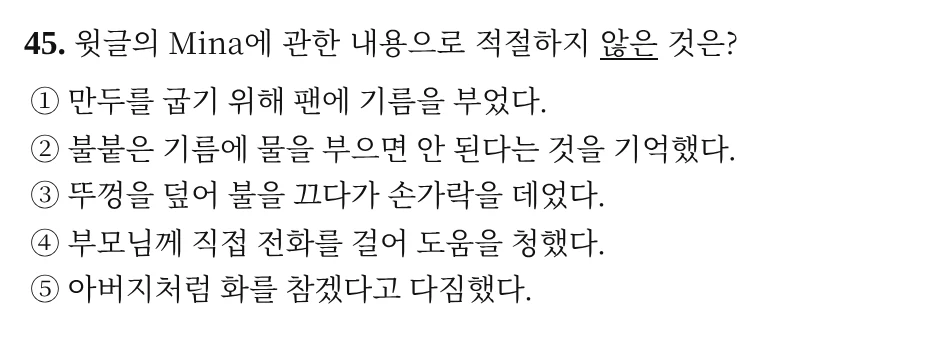 45. 윗글의 Mina에 관한 내용으로 적절하지 않은 것은?
① 만두를 굽기 위해 팬에 기름을 부었다.
② 불붙은 기름에 물을 부으면 안 된다는 것을 기억했다.
③ 뚜껑을 덮어 불을 끄다가 손가락을 데었다.
④ 부모님께 직접 전화를 걸어 도움을 청했다.
⑤ 아버지처럼 화를 참겠다고 다짐했다.